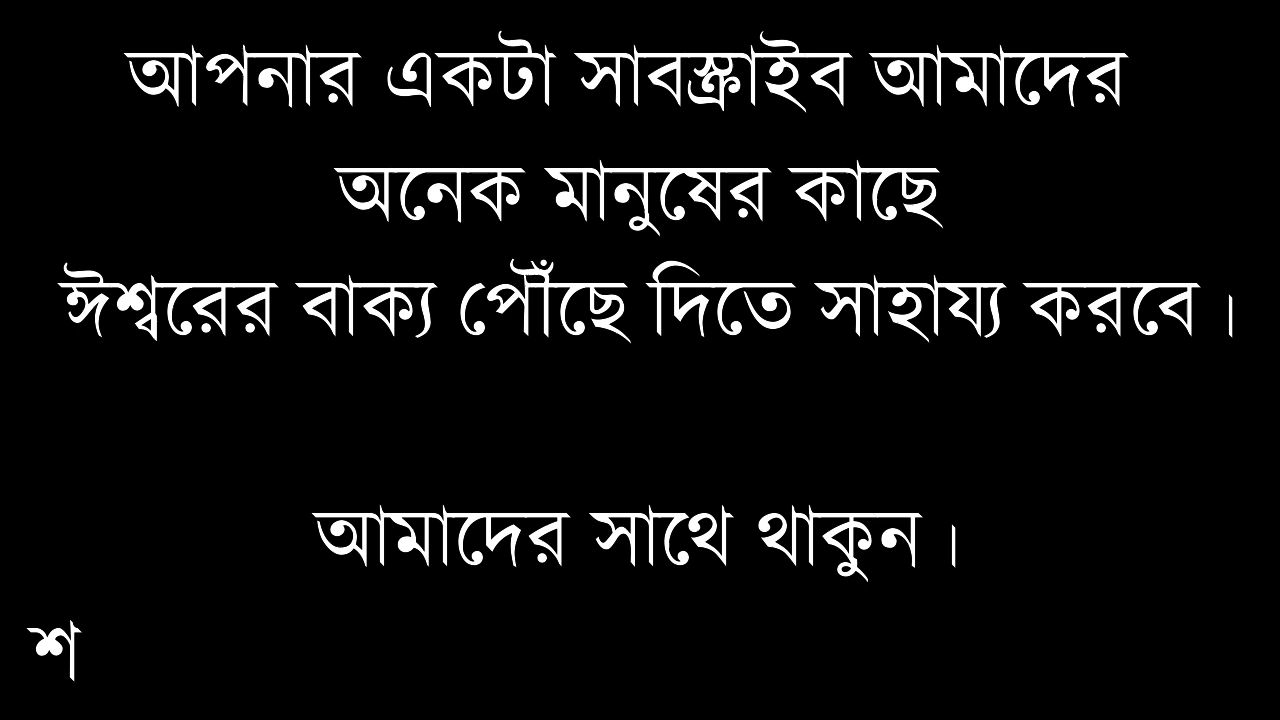 আপনার একটা সাবস্ক্রাইব আমাদের
অনেক মানুষের কাছে
ঈশ্বরের বাক্য পৌঁছে দিতে সাহায্য করবে ।
আমাদের সাথে থাকুন ।
শ